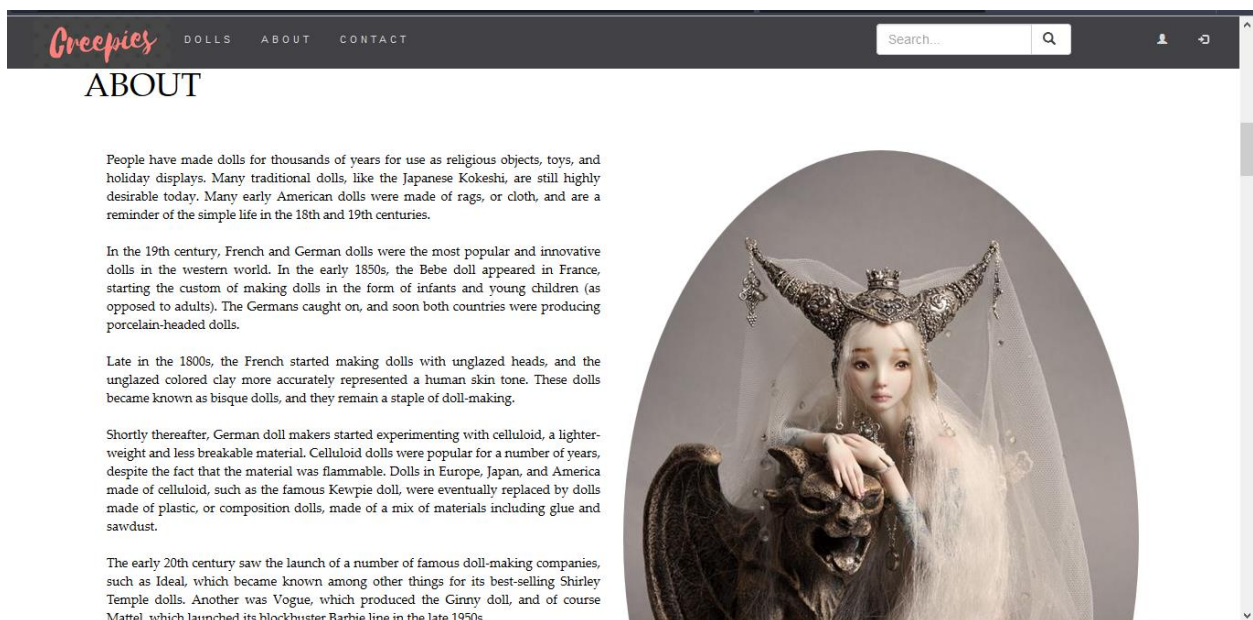 Creepies DOLLS ABOUT CONTACT Search...
ABOUT
People have made dolls for thousands of years for use as religious objects, toys, and
holiday displays. Many traditional dolls, like the Japanese Kokeshi, are still highly
desirable today. Many early American dolls were made of rags, or cloth, and are a
reminder of the simple life in the 18th and 19th centuries.
In the 19th century, French and German dolls were the most popular and innovative
dolls in the western world. In the early 1850s, the Bebe doll appeared in France,
starting the custom of making dolls in the form of infants and young children (as
opposed to adults). The Germans caught on, and soon both countries were producing
porcelain-headed dolls.
Late in the 1800s, the French started making dolls with unglazed heads, and the
unglazed colored clay more accurately represented a human skin tone. These dolls
became known as bisque dolls, and they remain a staple of doll-making.
Shortly thereafter, German doll makers started experimenting with celluloid, a lighter-
weight and less breakable material. Celluloid dolls were popular for a number of years,
despite the fact that the material was flammable. Dolls in Europe, Japan, and America
made of celluloid, such as the famous Kewpie doll, were eventually replaced by dolls
made of plastic, or composition dolls, made of a mix of materials including glue and
sawdust.
The early 20th century saw the launch of a number of famous doll-making companies,
such as Ideal, which became known among other things for its best-selling Shirley
Temple dolls. Another was Vogue, which produced the Ginny doll, and of course
Mattel, which launched its blockbuster Barbie line in the late 1950s